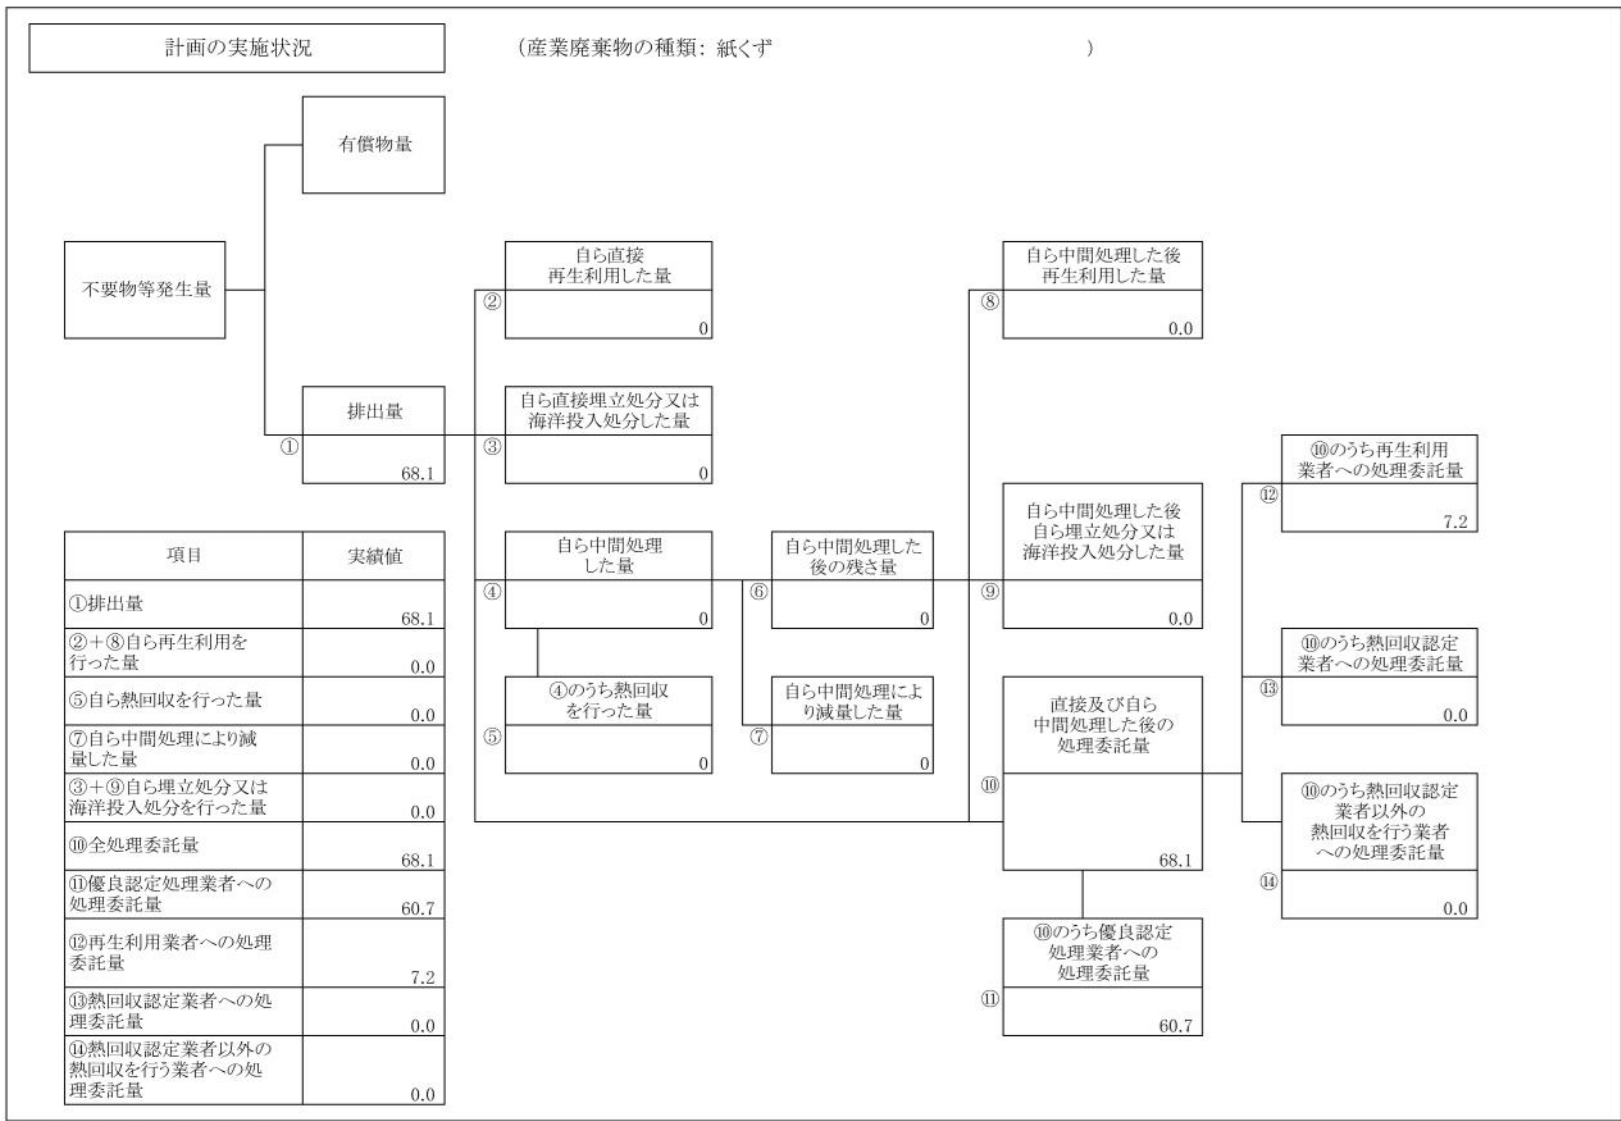 計画の実施状況
(産業廃棄物の種類: 紙くず )
有償物量
不要物等発生量
排出量
①
68.1
自ら直接
再生利用した量
②
0
自ら直接埋立処分又は
海洋投入処分した量
③
0
自ら中間処理
した量
④
0
④のうち熱回収
を行った量
⑤
0
自ら中間処理した
後の残さ量
⑥
0
自ら中間処理によ
り減量した量
⑦
0
自ら中間処理した後
再生利用した量
⑧
0.0
自ら中間処理した後
自ら埋立処分又は
海洋投入処分した量
⑨
0.0
直接及び自ら
中間処理した後の
処理委託量
⑩
68.1
⑩のうち優良認定
処理業者への
処理委託量
⑪
60.7
⑩のうち再生利用
業者への処理委託量
⑫
7.2
⑩のうち熱回収認定
業者への処理委託量
⑬
0.0
⑩のうち熱回収認定
業者以外の
熱回収を行う業者
への処理委託量
⑭
0.0
項目 実績値
①排出量
68.1
②+⑧自ら再生利用を
行った量 0.0
⑤自ら熱回収を行った量
0.0
⑦自ら中間処理により減
量した量 0.0
③+⑨自ら埋立処分又は
海洋投入処分を行った量 0.0
⑩全処理委託量
68.1
⑪優良認定処理業者への
処理委託量 60.7
⑫再生利用業者への処理
委託量
7.2
⑬熱回収認定業者への処
理委託量 0.0
⑭熱回収認定業者以外の
熱回収を行う業者への処
理委託量 0.0